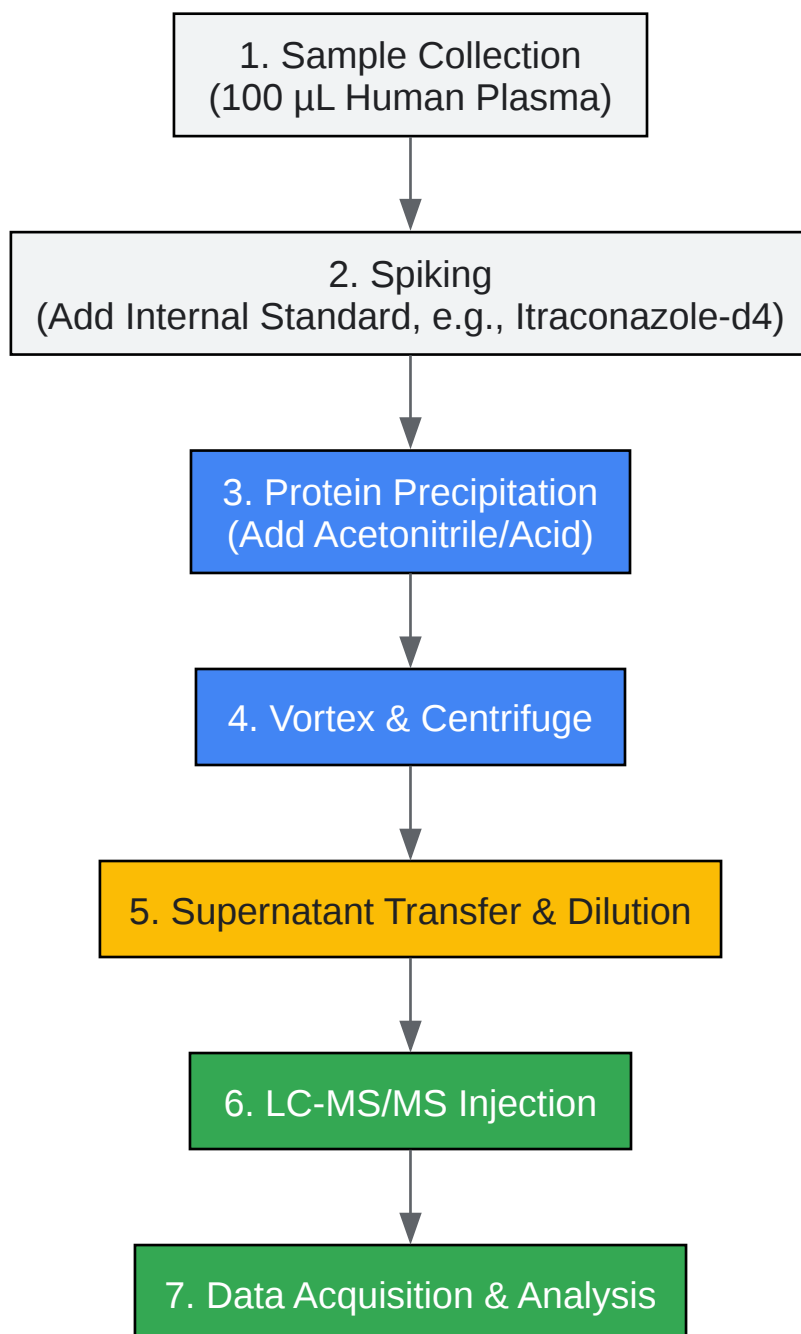 1. Sample Collection
(100 µL Human Plasma)
2. Spiking
(Add Internal Standard, e.g., Itraconazole-d4)
3. Protein Precipitation
(Add Acetonitrile/Acid)
4. Vortex & Centrifuge
5. Supernatant Transfer & Dilution
6. LC-MS/MS Injection
7. Data Acquisition & Analysis